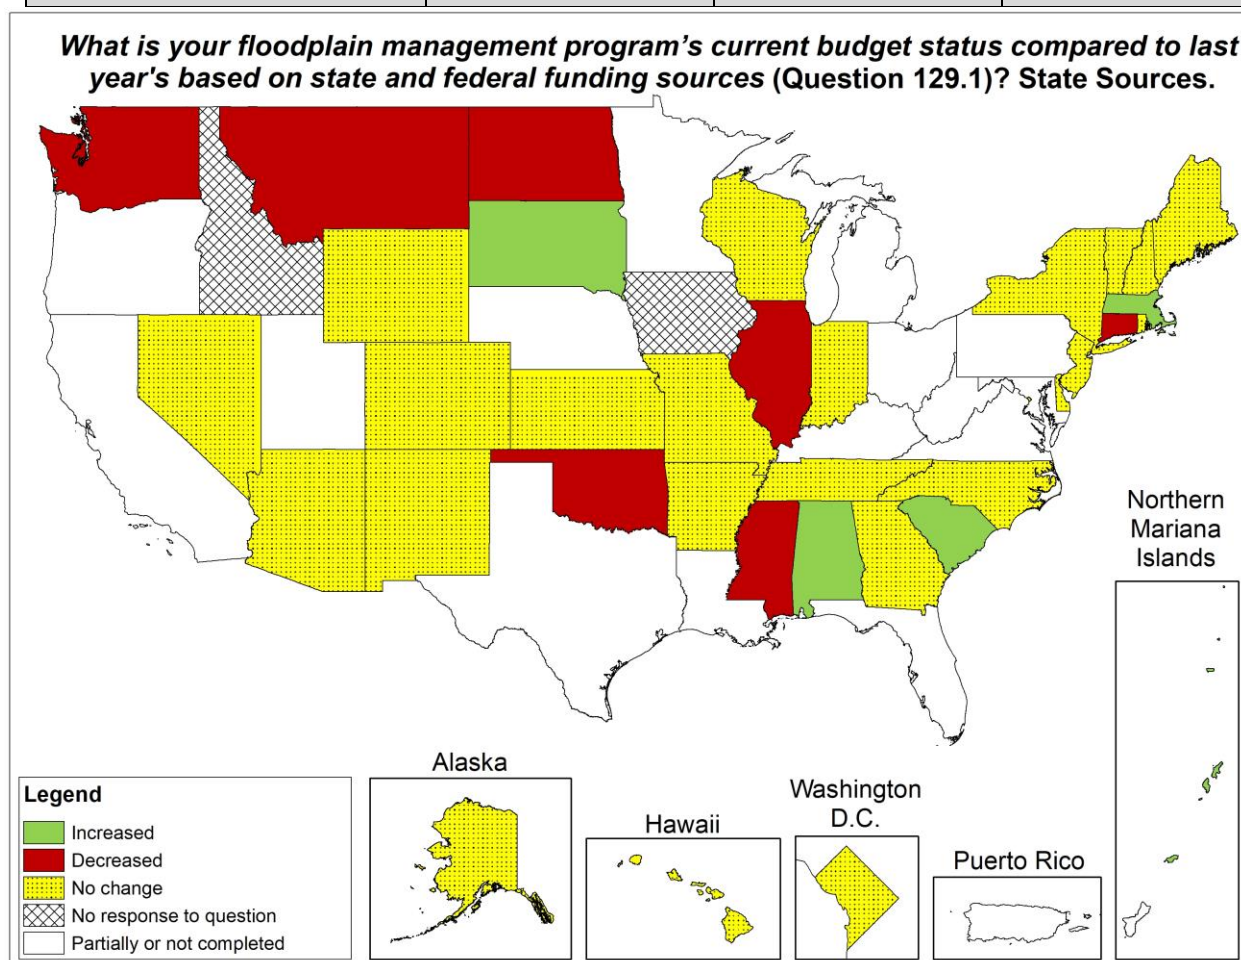 What is your floodplain management program’s current budget status compared to last
year's based on state and federal funding sources (Question 129.1)? State Sources.
Northern
Mariana
Islands
Alaska
Hawaii
Washington
D.C.
Puerto Rico
Legend
Increased
Decreased
No change
No response to question
Partially or not completed